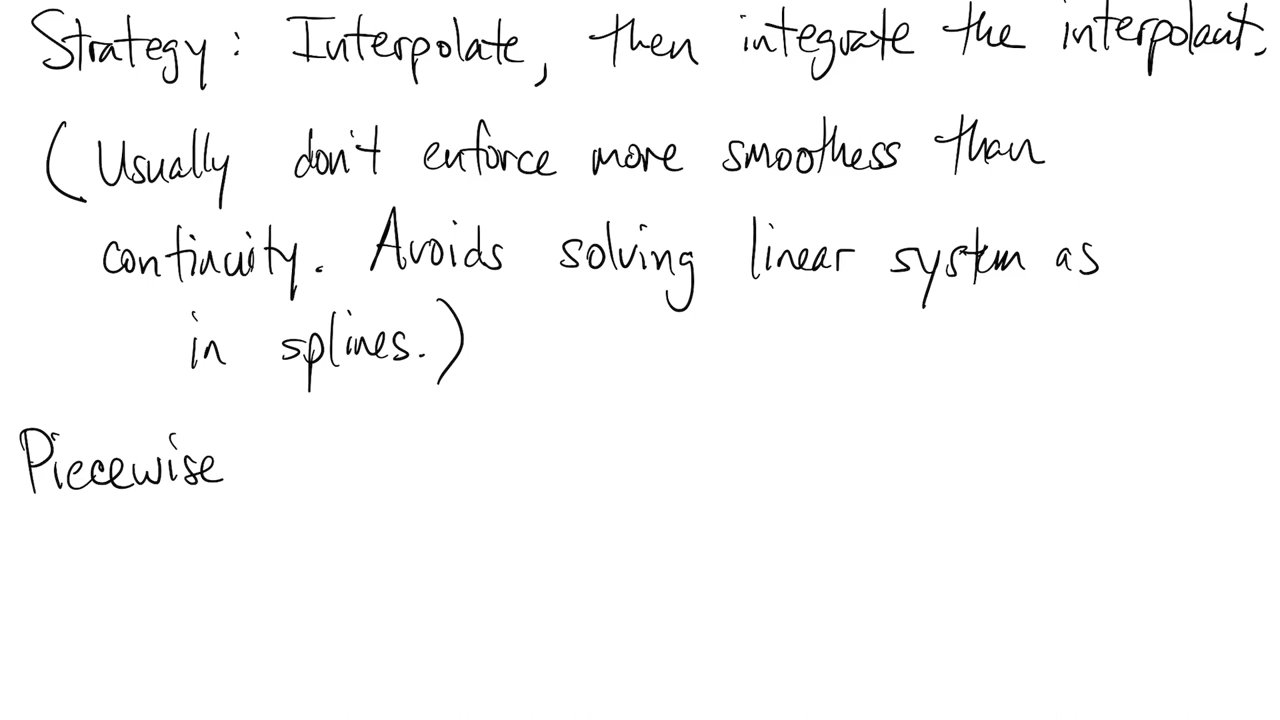 Strategy: Interpolate, then integrate the interpolant.
(Usually don't enforce more smoothess than
continuity. Avoids solving linear system as
in splines.)
Piecewise